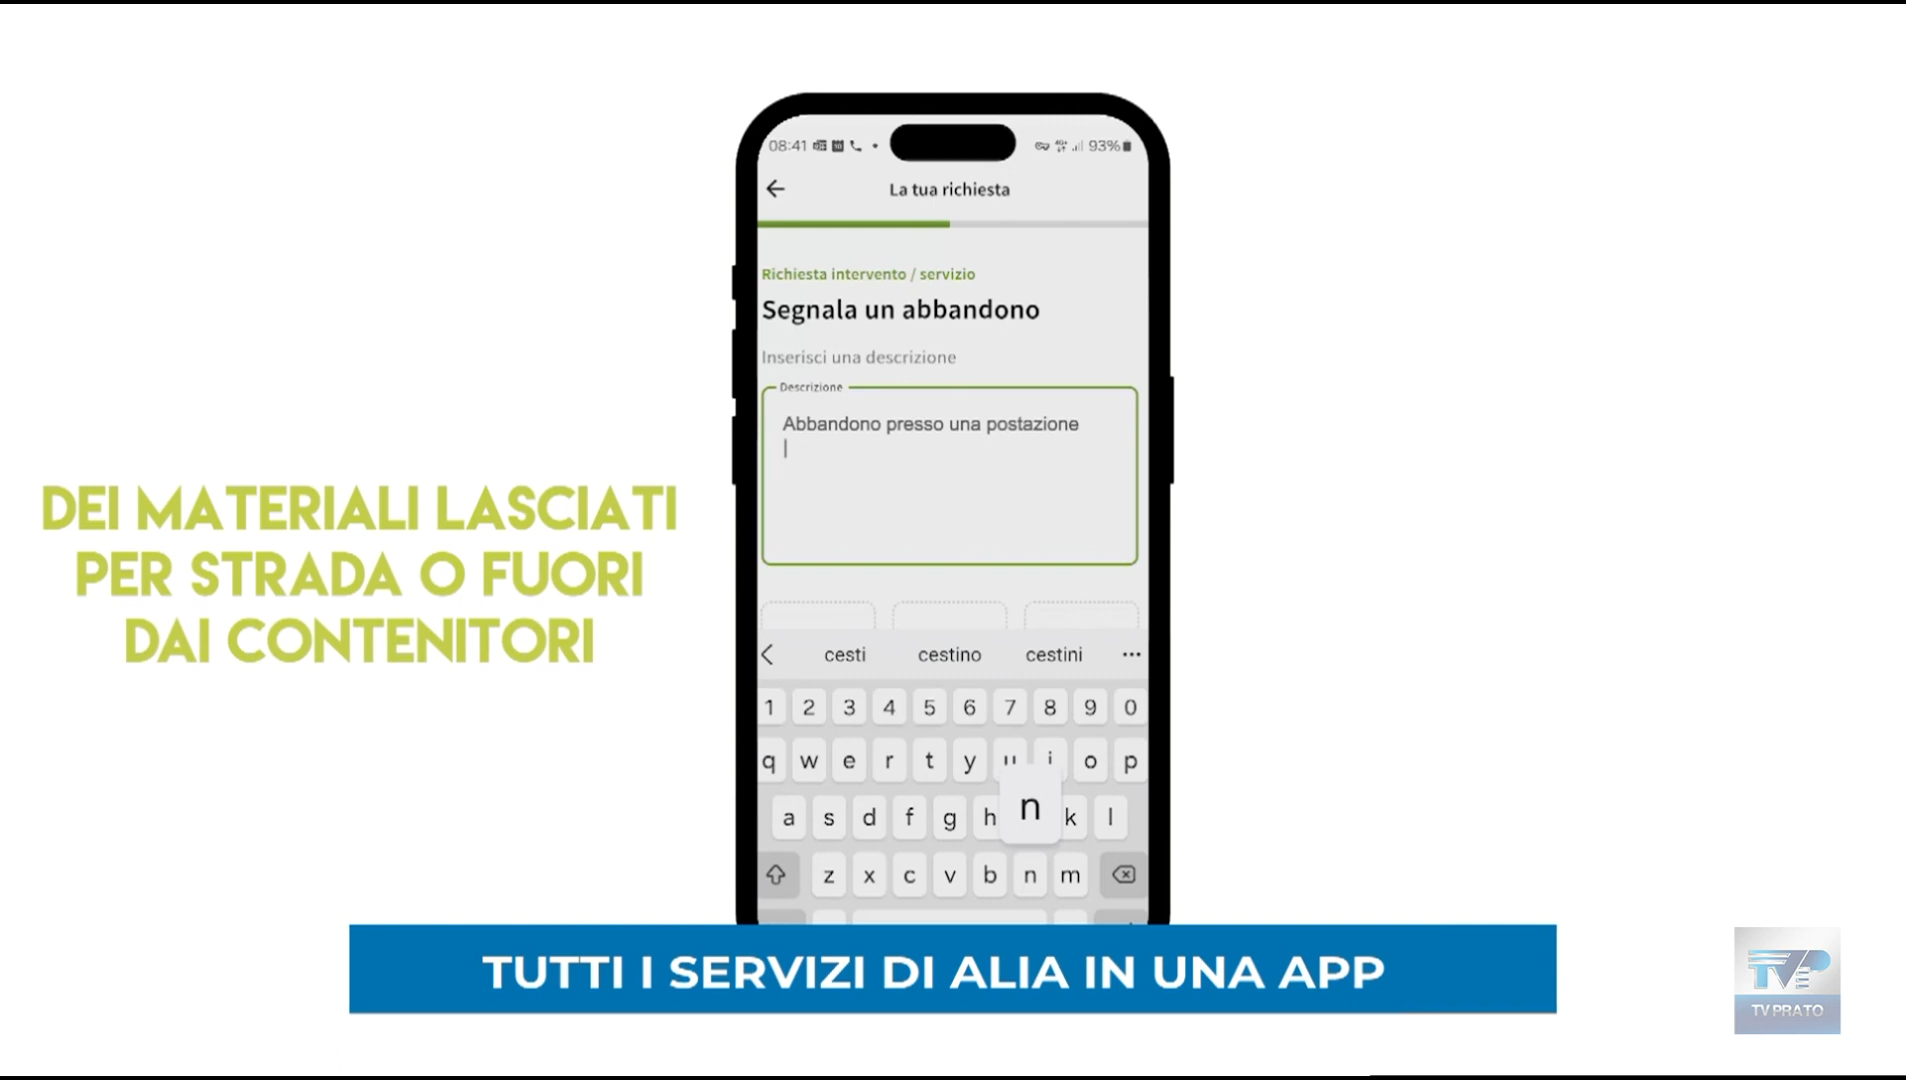 08:41
93%
La tua richiesta
Richiesta intervento / servizio
Segnala un abbandono
Inserisci una descrizione
Descrizione
Abbandono presso una postazione
DEI MATERIALI LASCIATI
PER STRADA O FUORI
DAI CONTENITORI
cesti cestino cestini
1 2 3 4 5 6 7 8 9 0
q w e r t y u i o p
a s d f g h n k l
z x c v b n m
TUTTI I SERVIZI DI ALIA IN UNA APP
TVP
TV PRATO